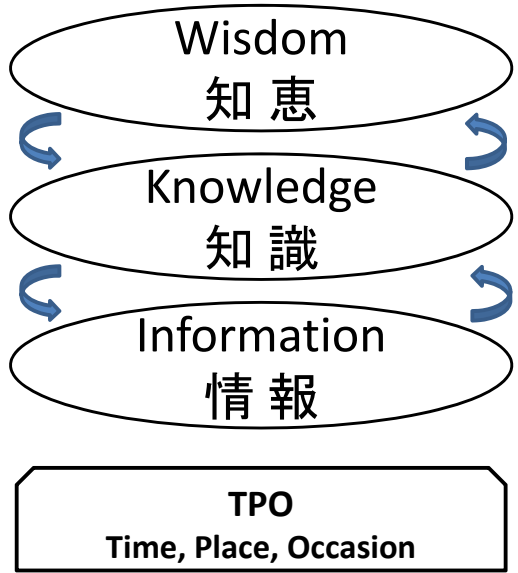 Wisdom
知 恵
Knowledge
知 識
Information
情 報
TPO
Time, Place, Occasion